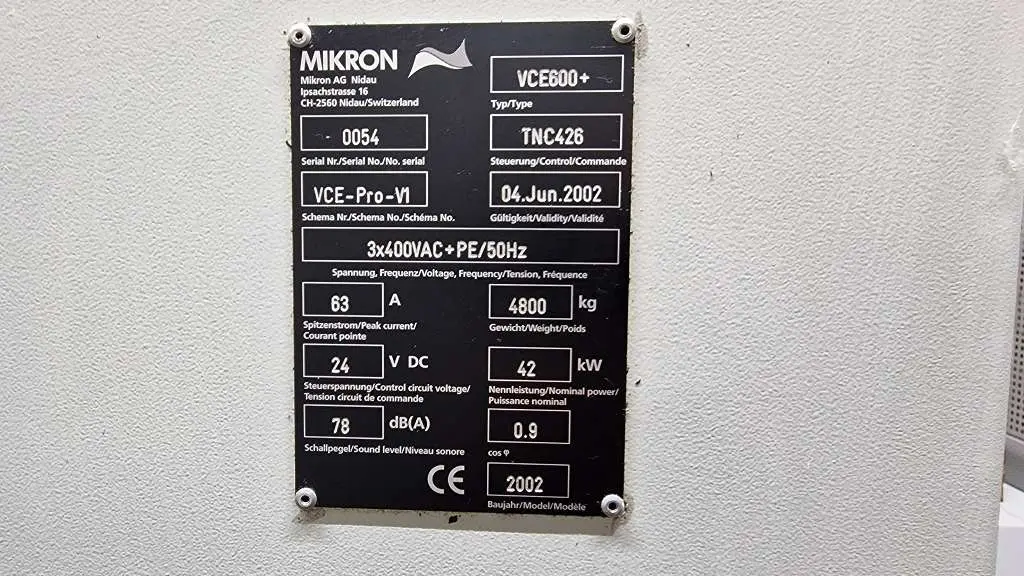 MIKRON
Mikron AG Nidau
Ipsachstrasse 16
CH-2560 Nidau/Switzerland
VCE600+
Typ/Type
0054
Serial Nr./Serial No./No. serial
TNC426
Steuerung/Control/Commande
VCE-Pro-V1
Schema Nr./Schema No./Schéma No.
04.Jun.2002
Gültigkeit/Validity/Validité
3x400VAC+PE/50Hz
Spannung, Frequenz/Voltage, Frequency/Tension, Fréquence
63 A
Spitzenstrom/Peak current/
Courant pointe
4800 kg
Gewicht/Weight/Poids
24 V DC
Steuerspannung/Control circuit voltage/
Tension circuit de commande
42 kW
Nennleistung/Nominal power/
Puissance nominal
78 dB(A)
Schallpegel/Sound level/Niveau sonore
0.9
cos φ
CE
2002
Baujahr/Model/Modèle